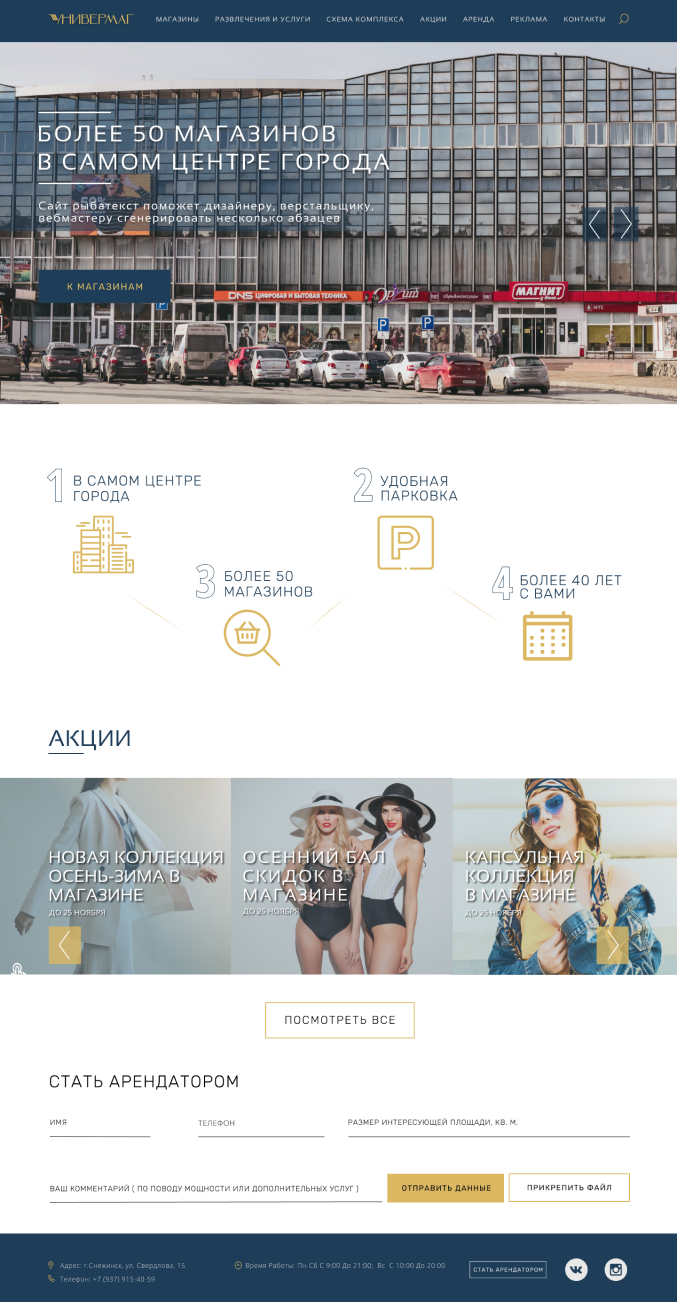 УНИВЕРМАГ
МАГАЗИНЫ
РАЗВЛЕЧЕНИЯ И УСЛУГИ
СХЕМА КОМПЛЕКСА
АКЦИИ
АРЕНДА
РЕКЛАМА
КОНТАКТЫ
БОЛЕЕ 50 МАГАЗИНОВ
В САМОМ ЦЕНТРЕ ГОРОДА
50%
Сайт рыбатекст поможет дизайнеру, верстальщику,
вебмастеру сгенерировать несколько абзацев
К МАГАЗИНАМ
DNS ЦИФРОВАЯ И БЫТОВАЯ ТЕХНИКА
МАГНИТ
МТС
P
P
P
1 В САМОМ ЦЕНТРЕ
ГОРОДА
2 УДОБНАЯ
ПАРКОВКА
P
3 БОЛЕЕ 50
МАГАЗИНОВ
4 БОЛЕЕ 40 ЛЕТ
С ВАМИ
АКЦИИ
НОВАЯ КОЛЛЕКЦИЯ
ОСЕНЬ-ЗИМА В
МАГАЗИНЕ
ДО 25 НОЯБРЯ
ОСЕННИЙ БАЛ
СКИДОК В
МАГАЗИНЕ
ДО 25 НОЯБРЯ
КАПСУЛЬНАЯ
КОЛЛЕКЦИЯ
В МАГАЗИНЕ
ДО 25 НОЯБРЯ
ПОСМОТРЕТЬ ВСЕ
СТАТЬ АРЕНДАТОРОМ
ИМЯ
ТЕЛЕФОН
РАЗМЕР ИНТЕРЕСУЮЩЕЙ ПЛОЩАДИ, КВ. М.
ВАШ КОММЕНТАРИЙ ( ПО ПОВОДУ МОЩНОСТИ ИЛИ ДОПОЛНИТЕЛЬНЫХ УСЛУГ )
ОТПРАВИТЬ ДАННЫЕ
ПРИКРЕПИТЬ ФАЙЛ
Адрес: г.Снежинск, ул. Свердлова, 15
Телефон: +7 (937) 915-40-59
Время Работы: Пн-Сб С 9:00 До 21:00; Вс С 10:00 До 20:00
СТАТЬ АРЕНДАТОРОМ